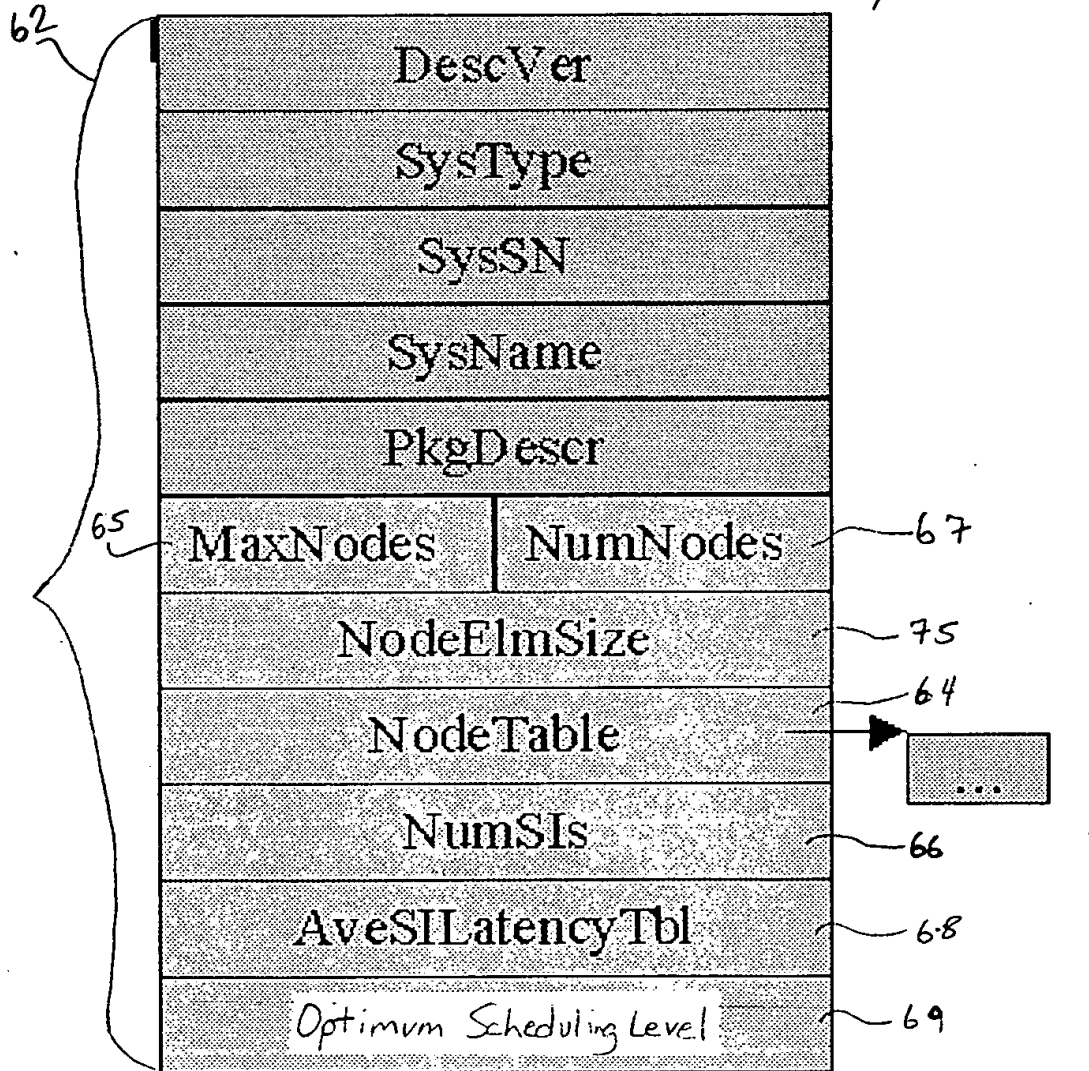 62
DescVer
SysType
SysSN
SysName
PkgDescr
65 MaxNodes NumNodes 67
NodeElmSize 75
NodeTable 64
...
NumSIs 66
AveSILatencyTbl 68
Optimum Scheduling Level 69